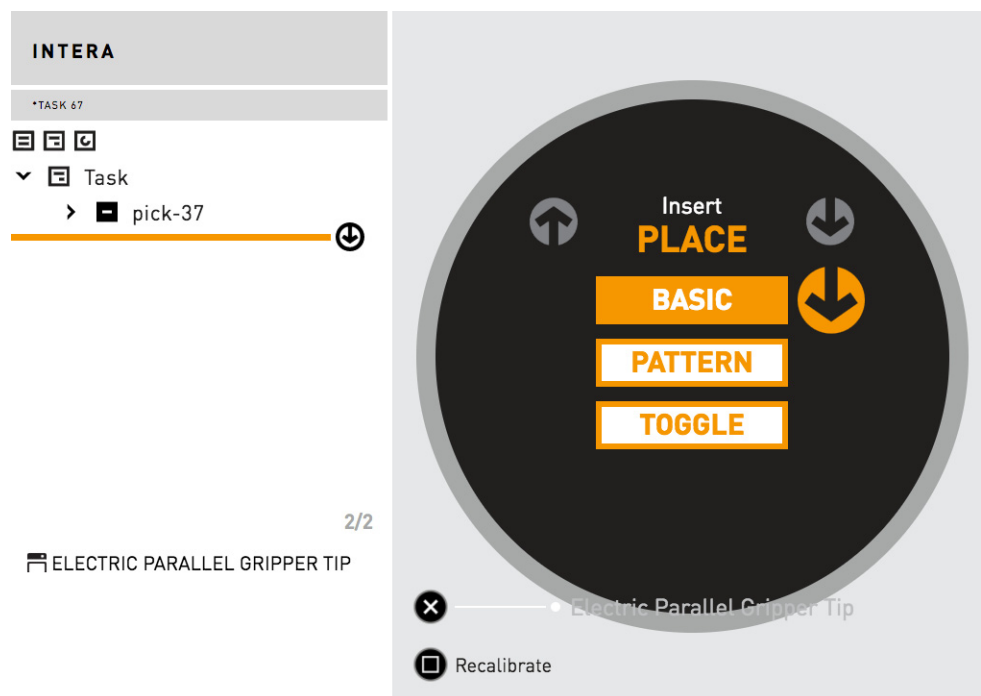 INTERA
*TASK 67
Task
pick-37
2/2
ELECTRIC PARALLEL GRIPPER TIP
Insert
PLACE
BASIC
PATTERN
TOGGLE
Electric Parallel Gripper Tip
Recalibrate